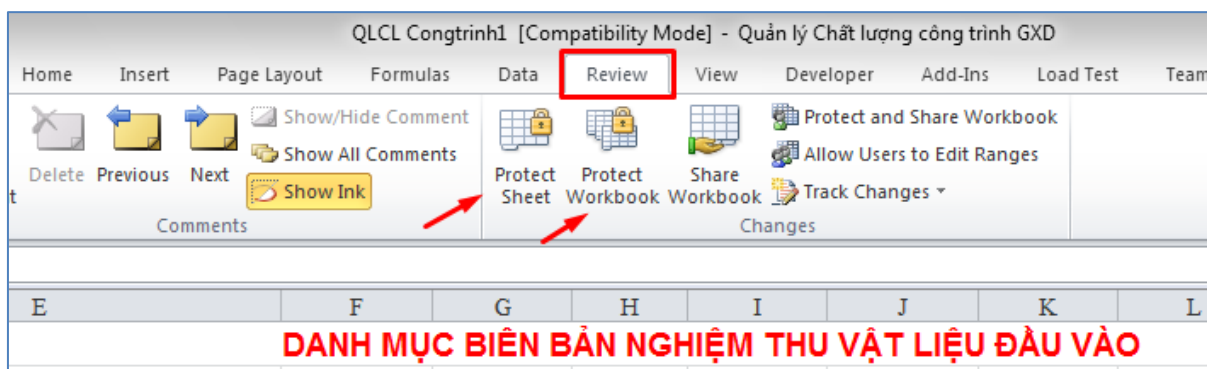 QLCL Congtrinh1 [Compatibility Mode] - Quản lý Chất lượng công trình GXD
Home Insert Page Layout Formulas Data Review View Developer Add-Ins Load Test Team
Delete Previous Next
Show/Hide Comment
Show All Comments
Show Ink
Comments
Protect
Sheet
Protect
Workbook
Share
Workbook
Protect and Share Workbook
Allow Users to Edit Ranges
Track Changes
Changes
E F G H I J K L
DANH MỤC BIÊN BẢN NGHIỆM THU VẬT LIỆU ĐẦU VÀO